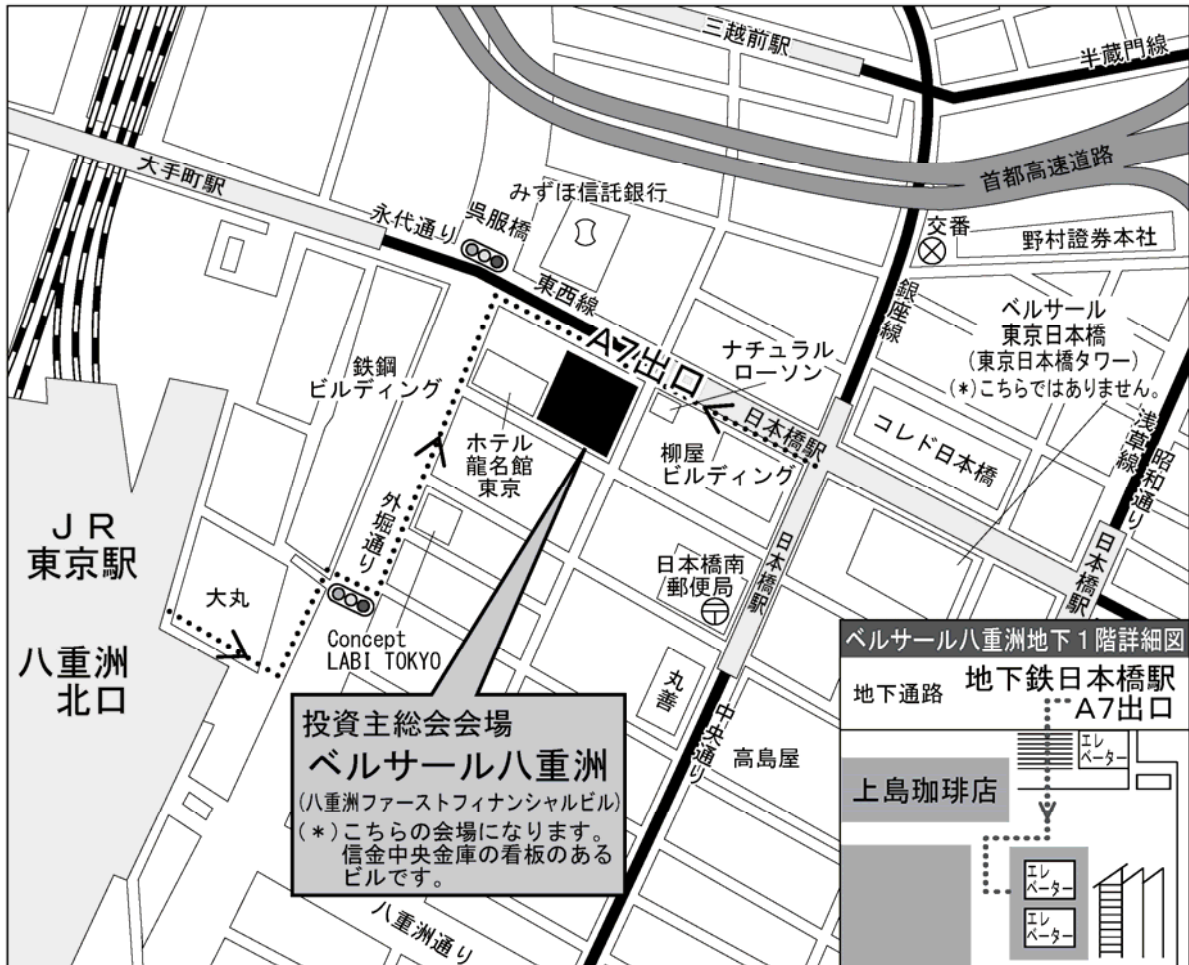 三越前駅
半蔵門線
首都高速道路
大手町駅
みずほ信託銀行
永代通り
呉服橋
交番
野村證券本社
東西線
銀座線
ベルサール
東京日本橋
(東京日本橋タワー)
(*)こちらではありません。
A7出口
ナチュラル
ローソン
鉄鋼
ビルディング
日本橋駅
コレド日本橋
浅草線
昭和通り
ホテル
龍名館
東京
柳屋
ビルディング
外堀通り
JR
東京駅
日本橋南
郵便局
日本橋駅
日本橋駅
大丸
Concept
LABI TOKYO
八重洲
北口
丸善
中央通り
高島屋
投資主総会会場
ベルサール八重洲
(八重洲ファーストフィナンシャルビル)
(*)こちらの会場になります。
信金中央金庫の看板のある
ビルです。
八重洲通り
ベルサール八重洲地下1階詳細図
地下通路
地下鉄日本橋駅
A7出口
エレ
ベーター
上島珈琲店
エレ
ベーター
エレ
ベーター